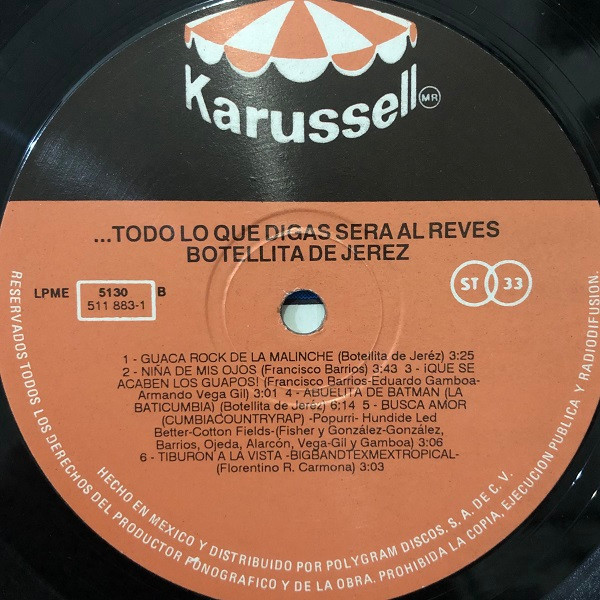 Karussell MR
...TODO LO QUE DIGAS SERA AL REVES
BOTELLITA DE JEREZ
LPME 5130 B
511 883-1
ST 33
1 - GUACA ROCK DE LA MALINCHE (Botellita de Jeréz) 3:25
2 - NIÑA DE MIS OJOS (Francisco Barrios) 3:43 3 - ¡QUE SE
ACABEN LOS GUAPOS! (Francisco Barrios-Eduardo Gamboa-
Armando Vega Gil) 3:01 4 - ABUELITA DE BATMAN (LA
BATICUMBIA) (Botellita de Jeréz) 6:14 5 - BUSCA AMOR
(CUMBIACOUNTRYRAP) -Popurri- Hundide Led
Better-Cotton Fields-(Fisher y González-González,
Barrios, Ojeda, Alarcón, Vega-Gil y Gamboa) 3:06
6 - TIBURON A LA VISTA -BIGBANDTEXMEXTROPICAL-
(Florentino R. Carmona) 3:03
RESERVADOS TODOS LOS DERECHOS DEL PRODUCTOR FONOGRAFICO Y DE LA OBRA. PROHIBIDA LA COPIA, EJECUCION PUBLICA Y RADIODIFUSION.
HECHO EN MEXICO Y DISTRIBUIDO POR POLYGRAM DISCOS, S. A. DE C. V.